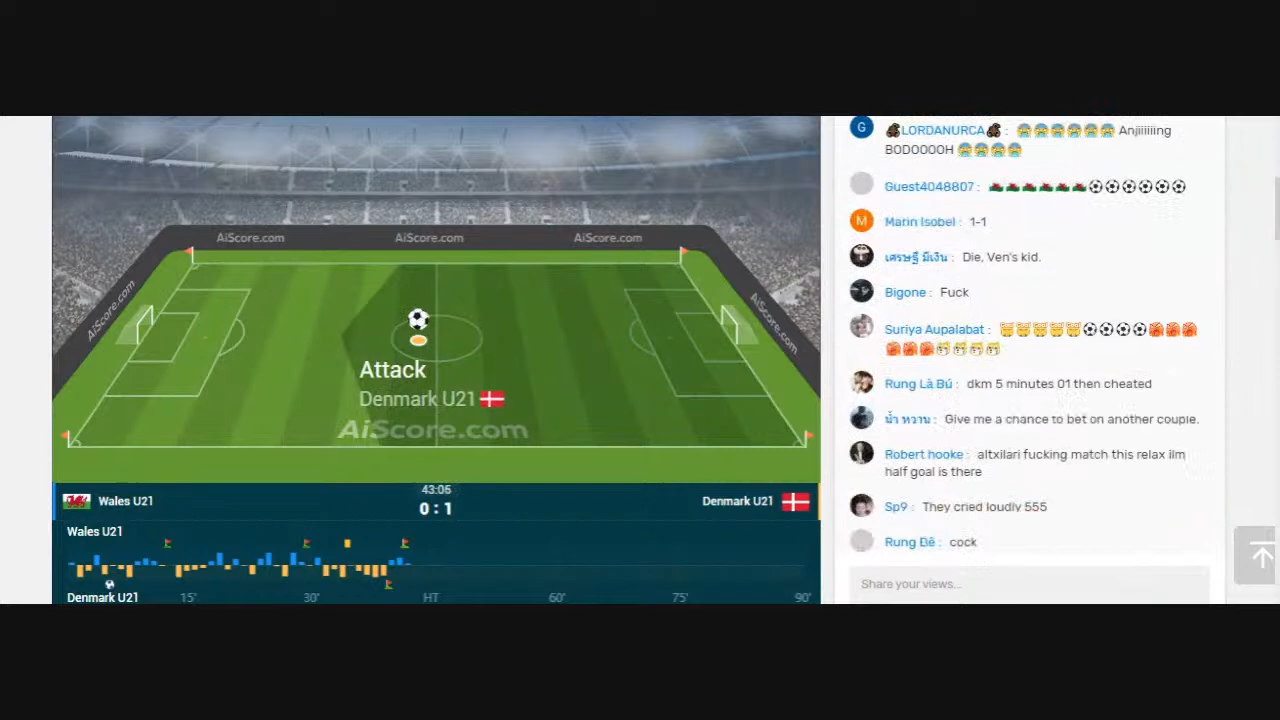 AiScore.com
AiScore.com
AiScore.com
AiScore.com
AiScore.com
Attack
Denmark U21
AiScore.com
43:05
Wales U21
0 : 1
Denmark U21
Wales U21
Denmark U21
15'
30'
HT
60'
75'
90'
G
LORDANURCA : Anjiiiiiing
BODOOOOH
Guest4048807 :
M
Marin Isobel : 1-1
เศรษฐี มีเงิน : Die, Ven's kid.
Bigone : Fuck
Suriya Aupalabat :
Rung Là Bú : dkm 5 minutes 01 then cheated
น้ำ หวาน : Give me a chance to bet on another couple.
Robert hooke : altxilari fucking match this relax ilm
half goal is there
Sp9 : They cried loudly 555
Rung Đê : cock
Share your views...